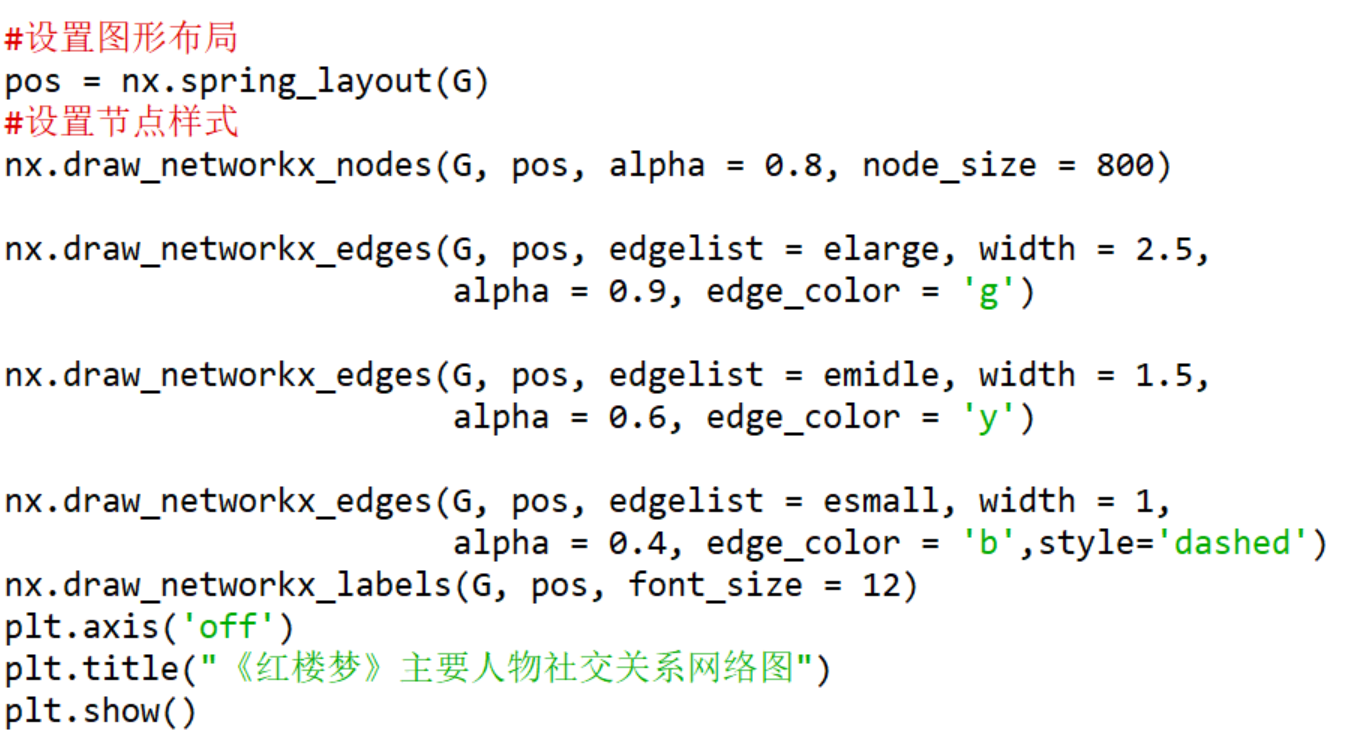 #设置图形布局
pos = nx.spring_layout(G)
#设置节点样式
nx.draw_networkx_nodes(G, pos, alpha = 0.8, node_size = 800)
nx.draw_networkx_edges(G, pos, edgelist = elarge, width = 2.5,
alpha = 0.9, edge_color = 'g')
nx.draw_networkx_edges(G, pos, edgelist = emidle, width = 1.5,
alpha = 0.6, edge_color = 'y')
nx.draw_networkx_edges(G, pos, edgelist = esmall, width = 1,
alpha = 0.4, edge_color = 'b',style='dashed')
nx.draw_networkx_labels(G, pos, font_size = 12)
plt.axis('off')
plt.title("《红楼梦》主要人物社交关系网络图")
plt.show()